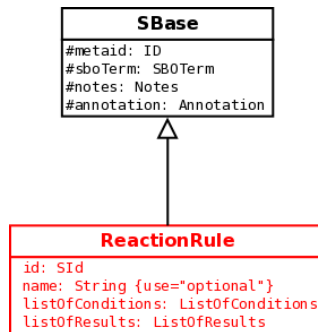 SBase
#metaid: ID
#sboTerm: SBOTerm
#notes: Notes
#annotation: Annotation
ReactionRule
id: SId
name: String {use="optional"}
listOfConditions: ListOfConditions
listOfResults: ListOfResults